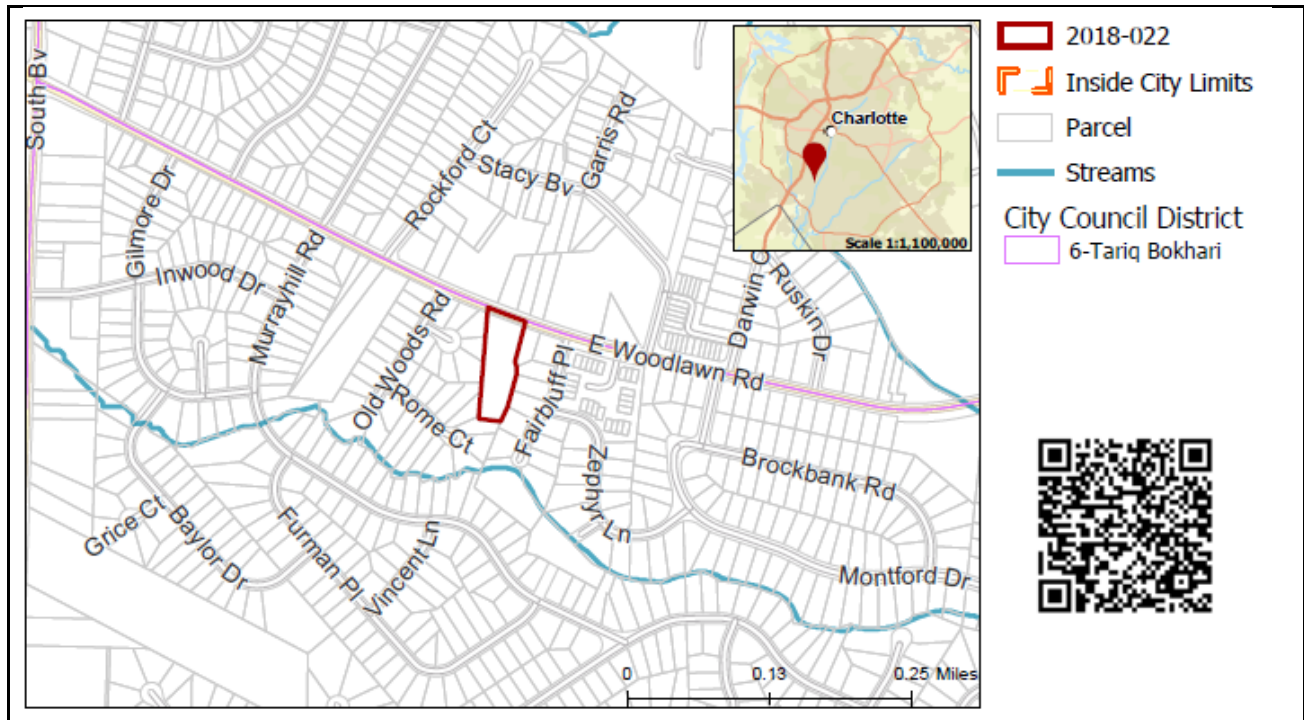 South Bv
Gilmore Dr
Inwood Dr
Murrayhill Rd
Rockford Ct
Stacy Bv
Garris Rd
Old Woods Rd
Rome Ct
Fairbluff Pl
E Woodlawn Rd
Darwin C
Ruskin Dr
Zephyr Ln
Brockbank Rd
Montford Dr
Grice Ct
Baylor Dr
Furman Pl
Vincent Ln
0 0.13 0.25 Miles
Charlotte
Scale 1:1,100,000
2018-022
Inside City Limits
Parcel
Streams
City Council District
6-Tariq Bokhari